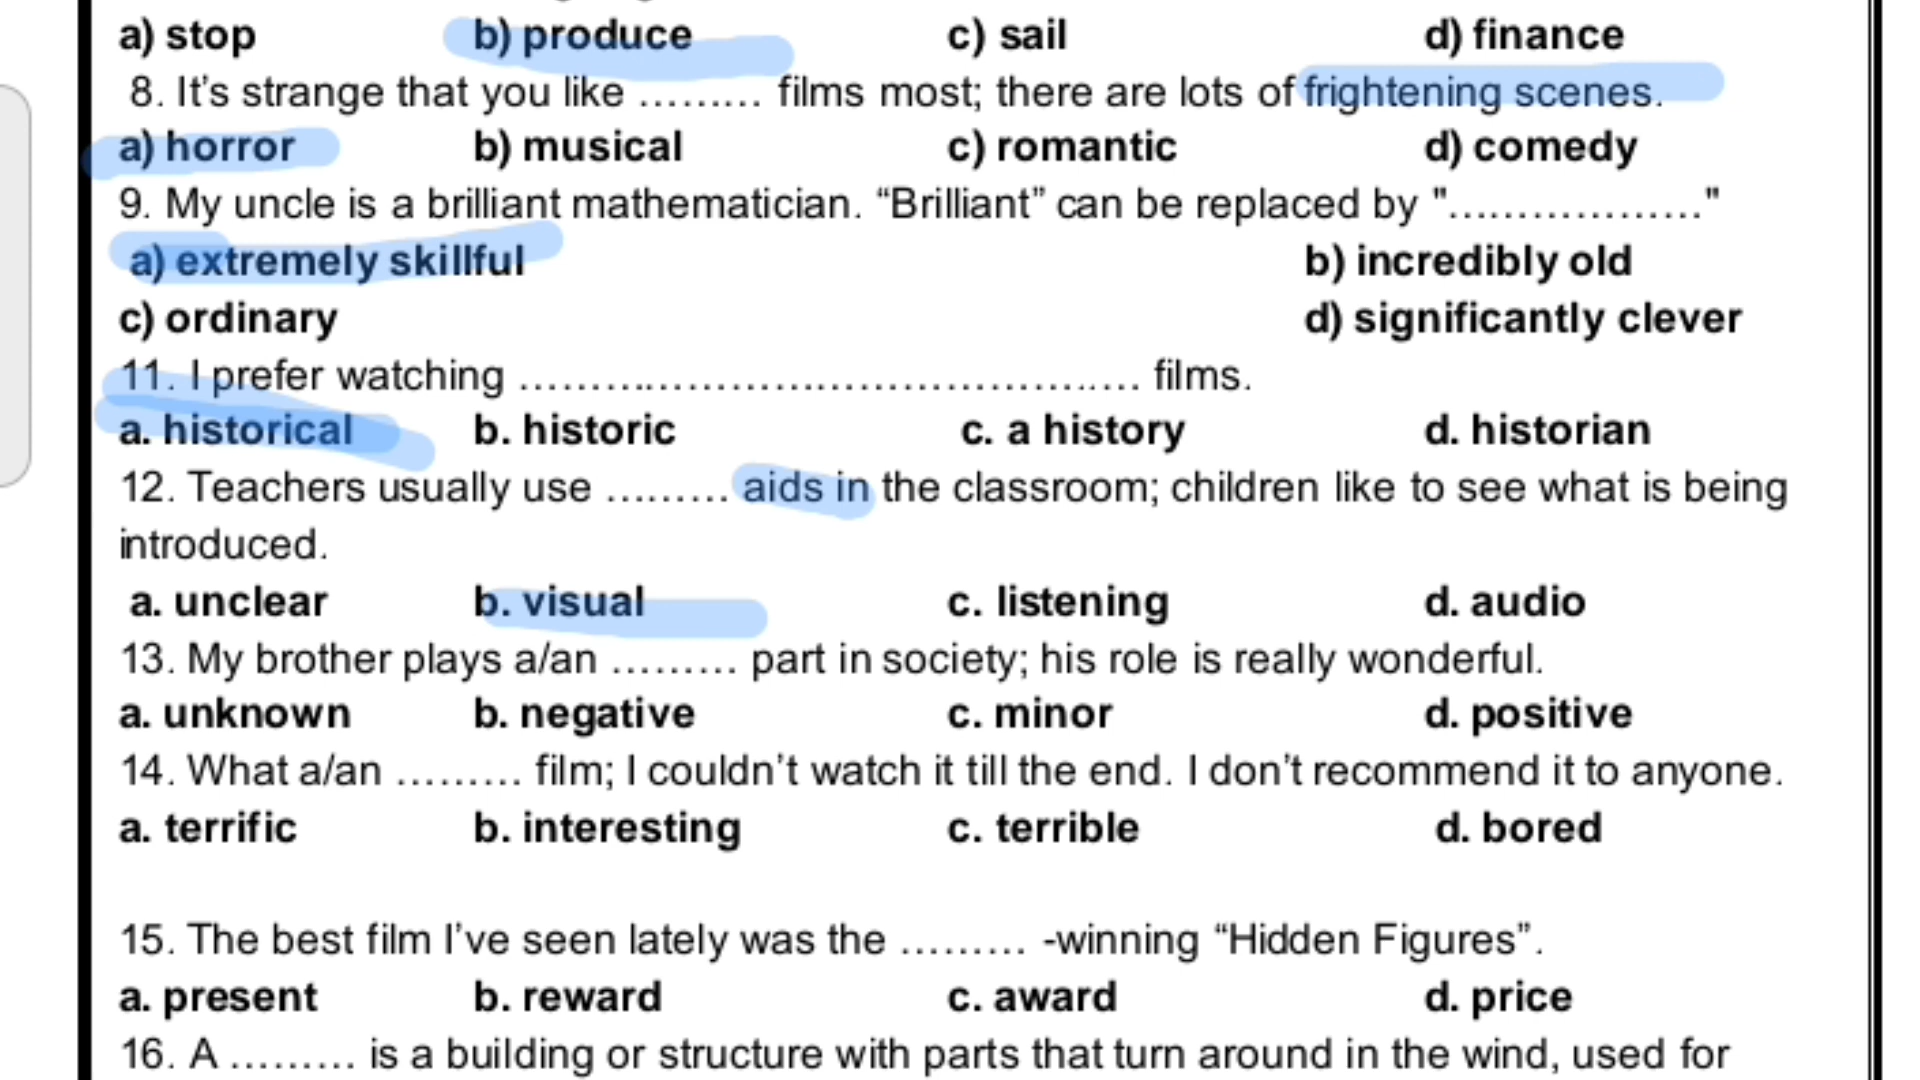 a) stop b) produce c) sail d) finance
8. It’s strange that you like ......... films most; there are lots of frightening scenes.
a) horror b) musical c) romantic d) comedy
9. My uncle is a brilliant mathematician. “Brilliant” can be replaced by "..................."
a) extremely skillful b) incredibly old
c) ordinary d) significantly clever
11. I prefer watching ............................................. films.
a. historical b. historic c. a history d. historian
12. Teachers usually use ......... aids in the classroom; children like to see what is being
introduced.
a. unclear b. visual c. listening d. audio
13. My brother plays a/an ......... part in society; his role is really wonderful.
a. unknown b. negative c. minor d. positive
14. What a/an ......... film; I couldn’t watch it till the end. I don’t recommend it to anyone.
a. terrific b. interesting c. terrible d. bored
15. The best film I’ve seen lately was the ......... -winning “Hidden Figures”.
a. present b. reward c. award d. price
16. A ......... is a building or structure with parts that turn around in the wind, used for